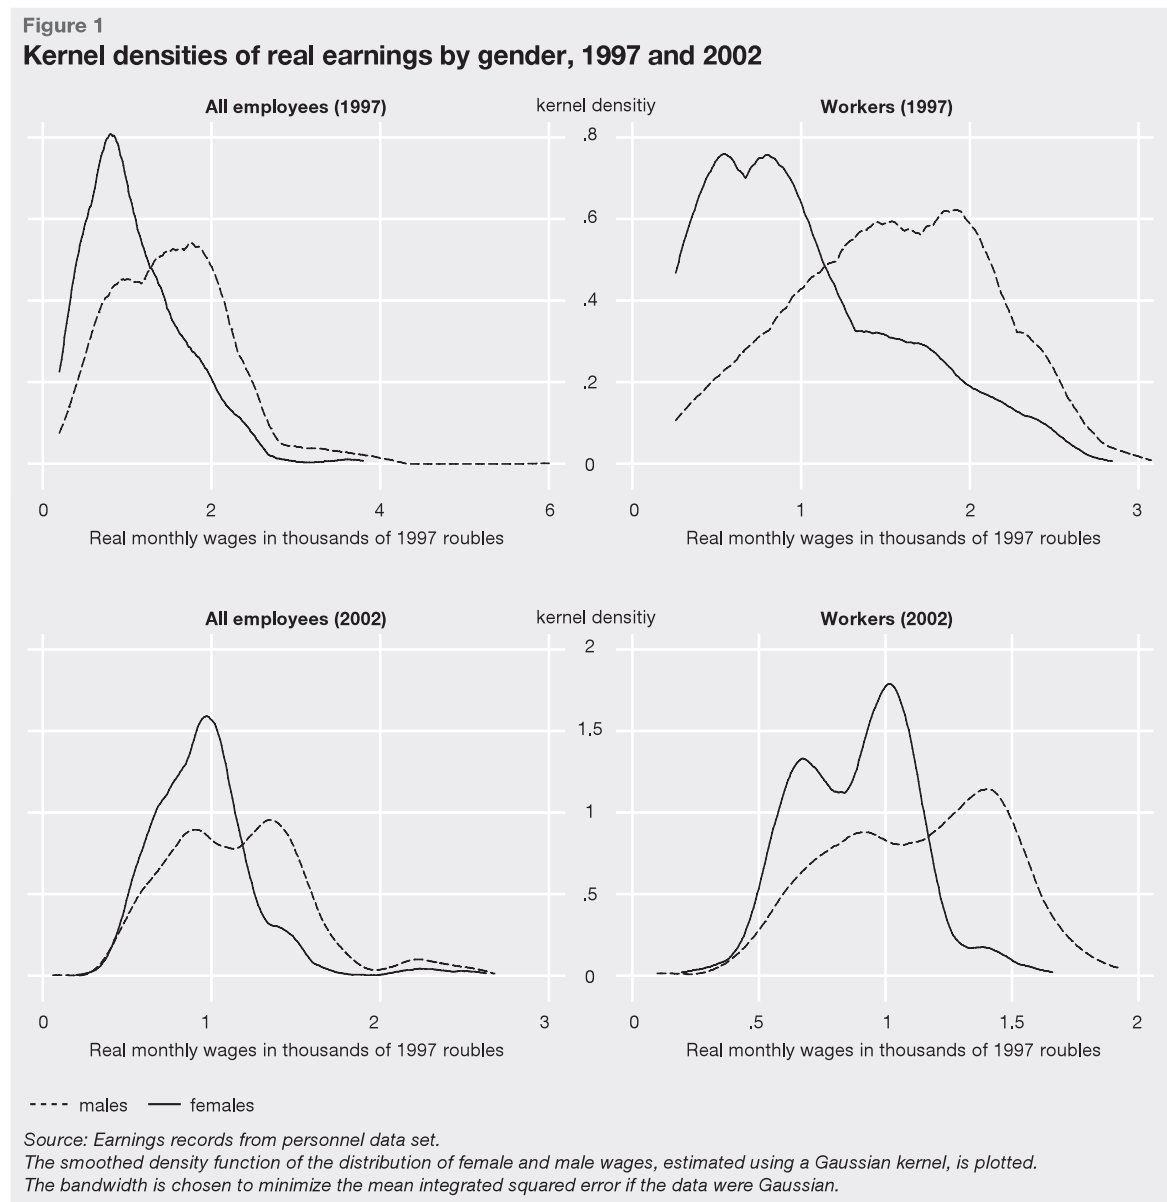 Figure 1
Kernel densities of real earnings by gender, 1997 and 2002
All employees (1997)
kernel densitiy
Workers (1997)
.8
.6
.4
.2
0
0 2 4 6
0 1 2 3
Real monthly wages in thousands of 1997 roubles
Real monthly wages in thousands of 1997 roubles
All employees (2002)
kernel densitiy
Workers (2002)
2
1.5
1
.5
0
0 1 2 3
0 .5 1 1.5 2
Real monthly wages in thousands of 1997 roubles
Real monthly wages in thousands of 1997 roubles
males females
Source: Earnings records from personnel data set.
The smoothed density function of the distribution of female and male wages, estimated using a Gaussian kernel, is plotted.
The bandwidth is chosen to minimize the mean integrated squared error if the data were Gaussian.